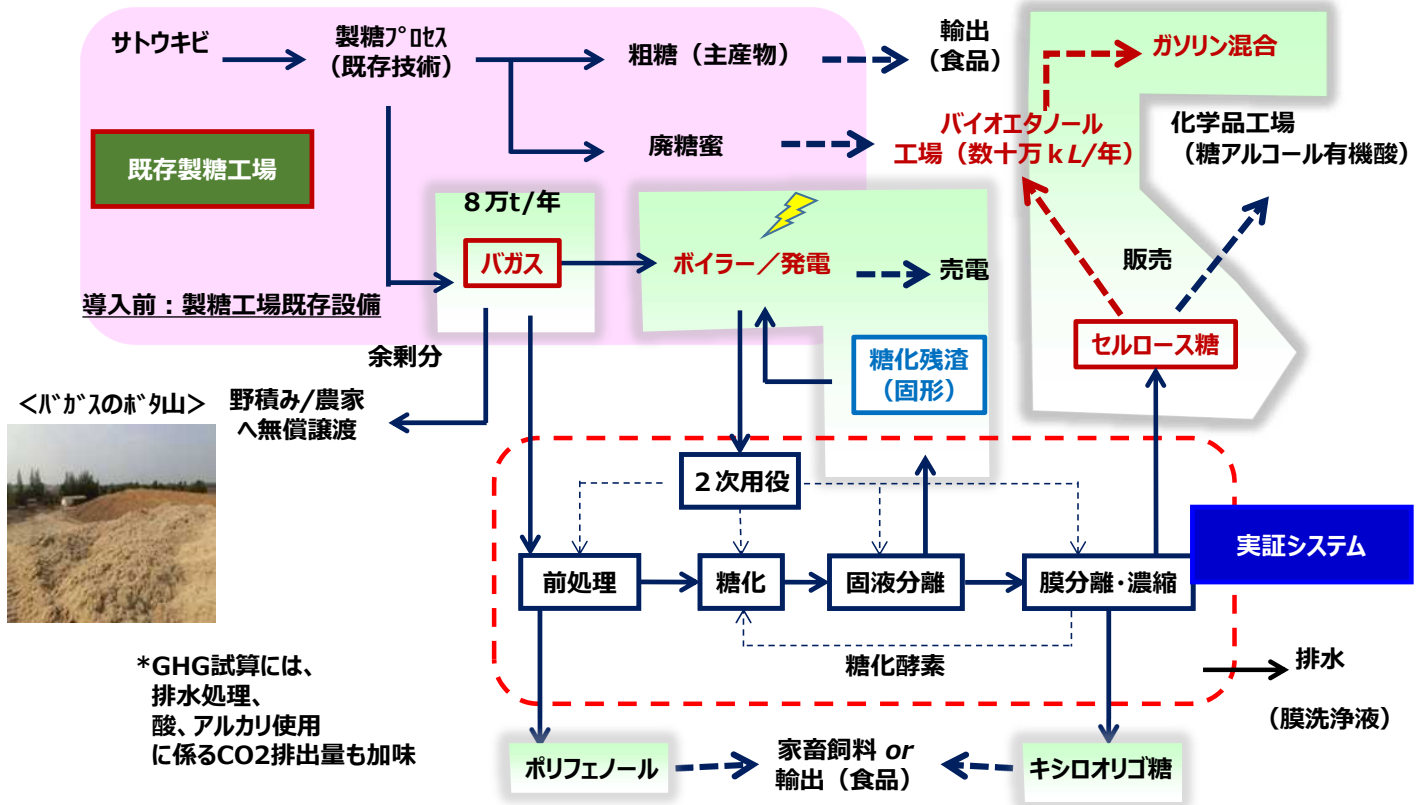 サトウキビ
製糖ﾌﾟﾛｾｽ
（既存技術）
粗糖（主産物）
輸出
（食品）
ガソリン混合
廃糖蜜
バイオエタノール
工場（数十万ｋL/年）
化学品工場
（糖アルコール有機酸）
既存製糖工場
８万t/年
バガス
ボイラー／発電
売電
販売
導入前：製糖工場既存設備
余剰分
糖化残渣
（固形）
セルロース糖
＜ﾊﾞｶﾞｽのﾎﾞﾀ山＞
野積み/農家
へ無償譲渡
２次用役
実証システム
前処理
糖化
固液分離
膜分離・濃縮
糖化酵素
排水
（膜洗浄液）
*GHG試算には、
排水処理、
酸、アルカリ使用
に係るCO2排出量も加味
ポリフェノール
家畜飼料 or
輸出（食品）
キシロオリゴ糖